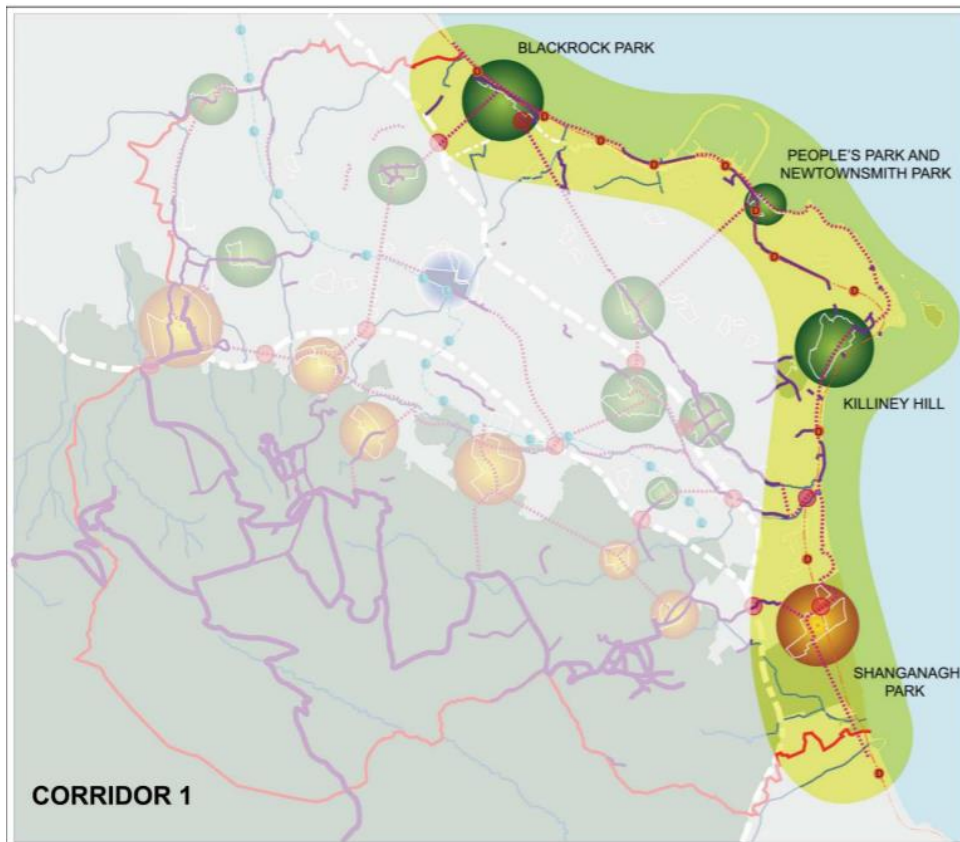 BLACKROCK PARK
PEOPLE'S PARK AND
NEWTOWNSMITH PARK
KILLINEY HILL
SHANGANAGH
PARK
CORRIDOR 1